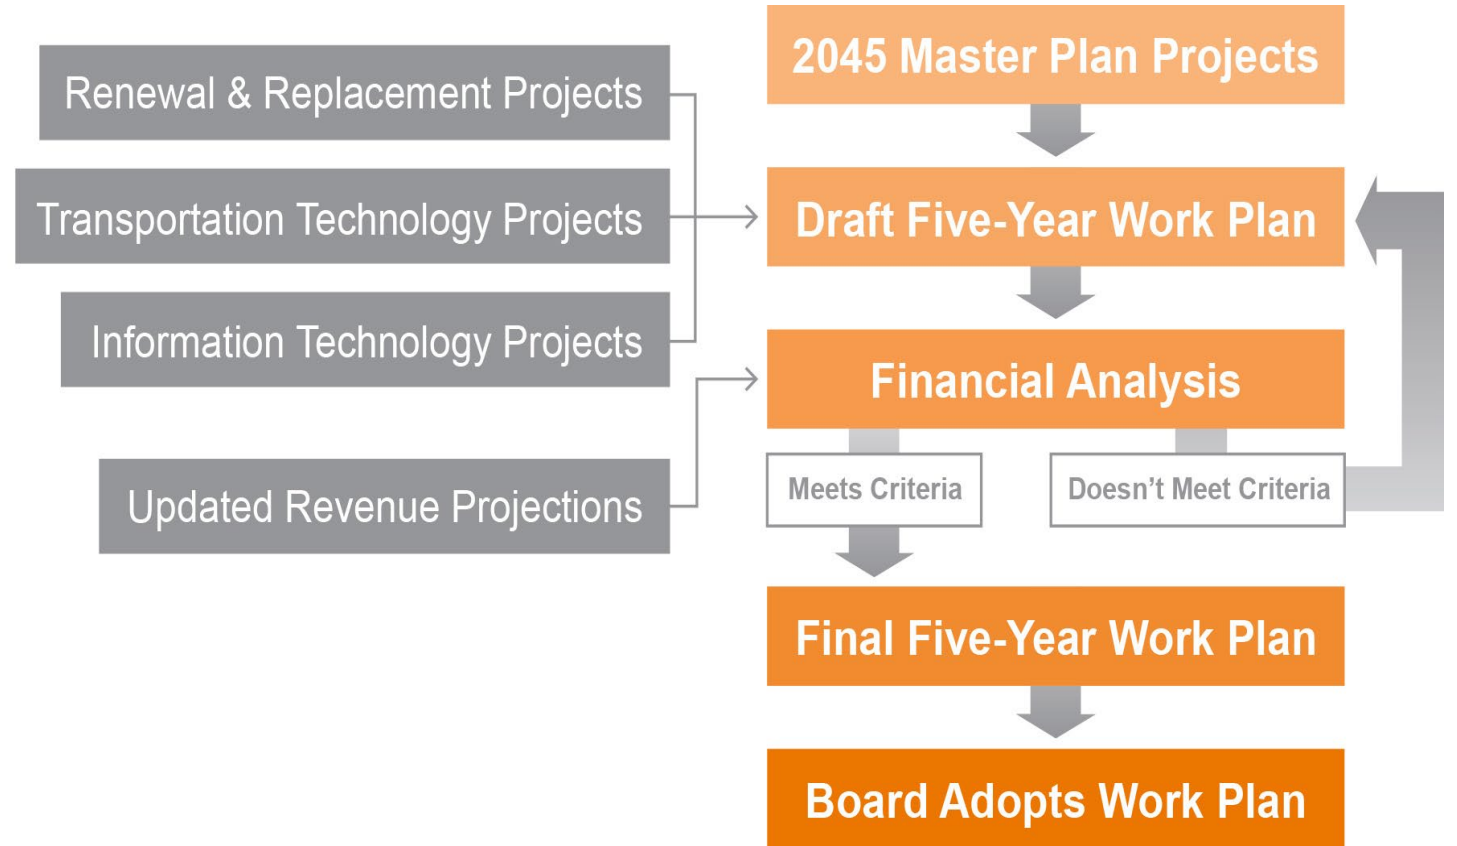 2045 Master Plan Projects
Renewal & Replacement Projects
Transportation Technology Projects
Draft Five-Year Work Plan
Information Technology Projects
Financial Analysis
Updated Revenue Projections
Meets Criteria
Doesn't Meet Criteria
Final Five-Year Work Plan
Board Adopts Work Plan